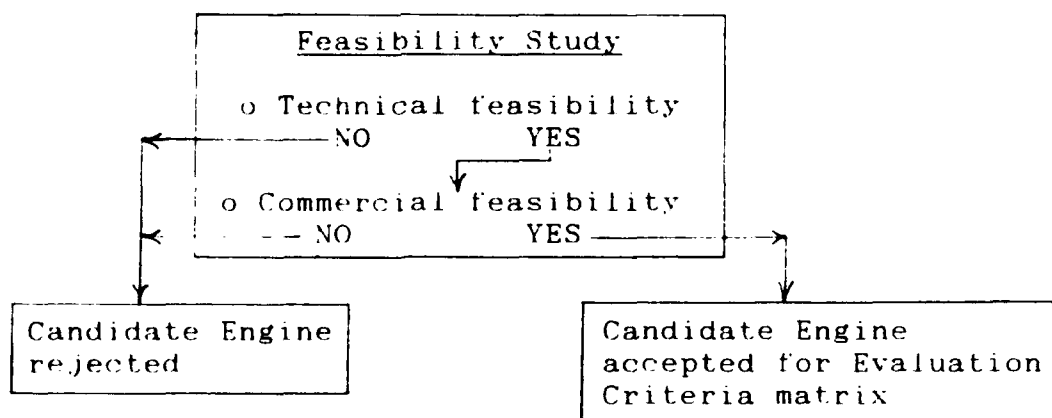 Feasibility Study
o Technical feasibility
NO YES
o Commercial feasibility
NO YES
Candidate Engine
rejected
Candidate Engine
accepted for Evaluation
Criteria matrix